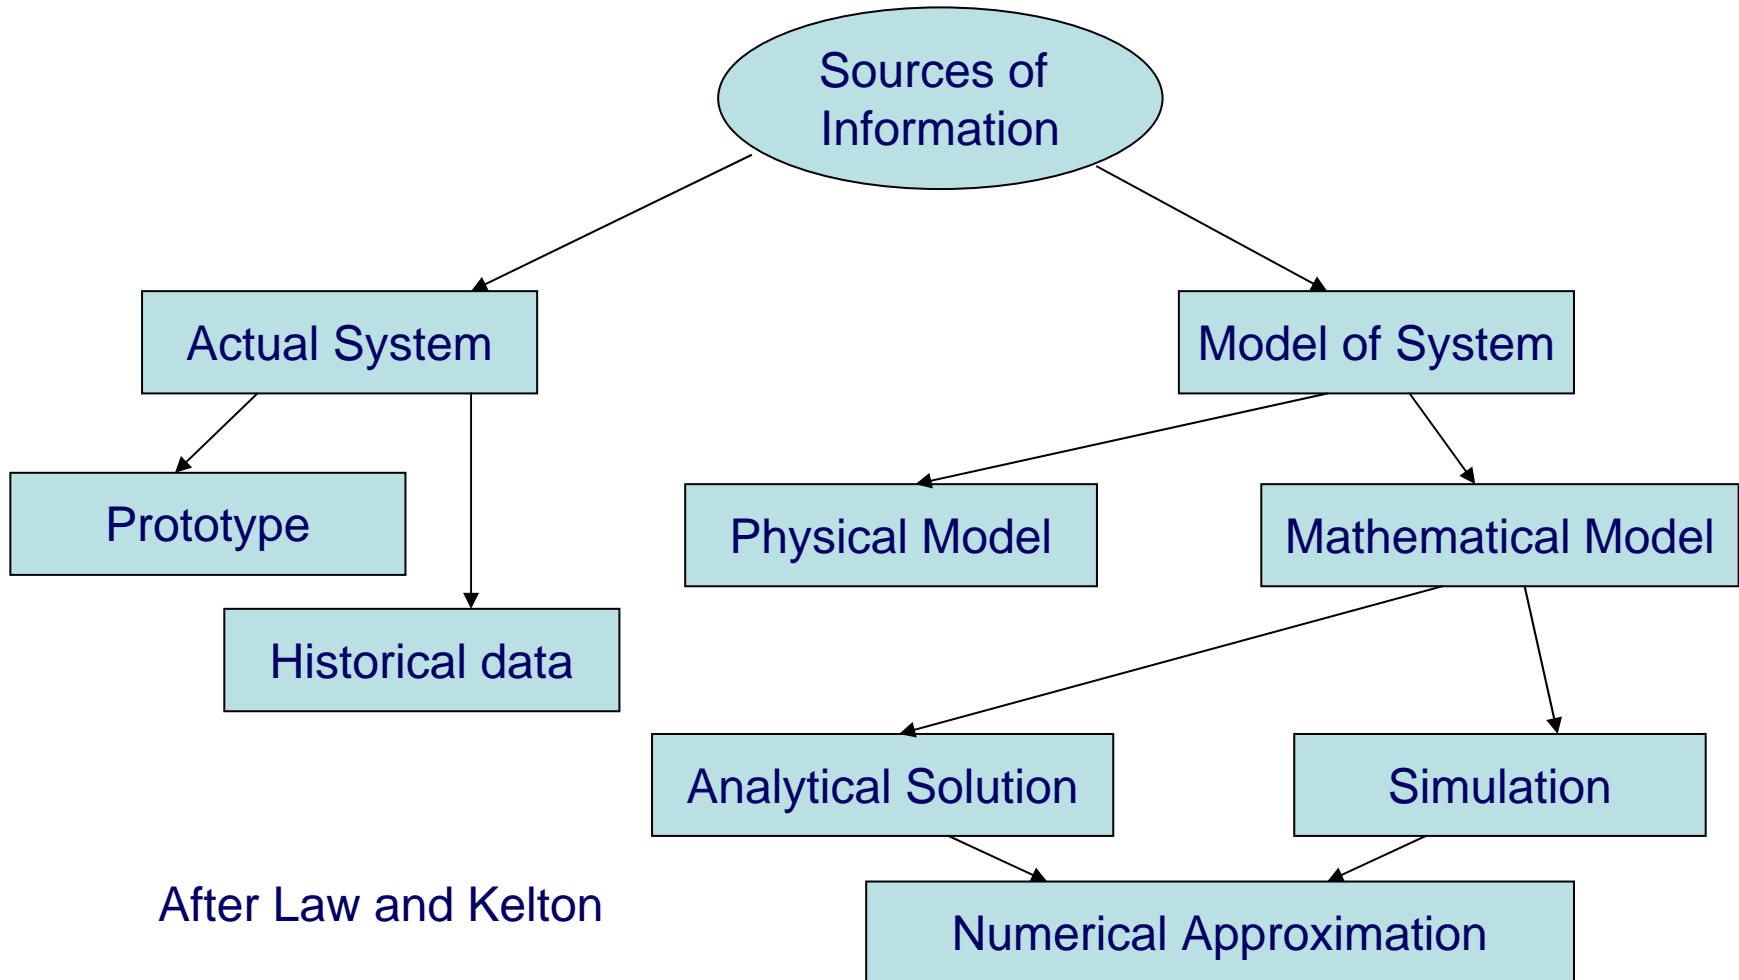 Sources of
Information
Actual System
Model of System
Prototype
Physical Model
Mathematical Model
Historical data
Analytical Solution
Simulation
After Law and Kelton
Numerical Approximation